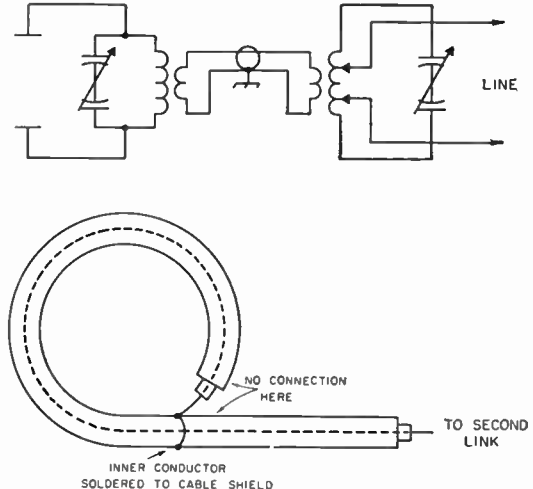 LINE
NO CONNECTION
HERE
TO SECOND
LINK
INNER CONDUCTOR
SOLDERED TO CABLE SHIELD